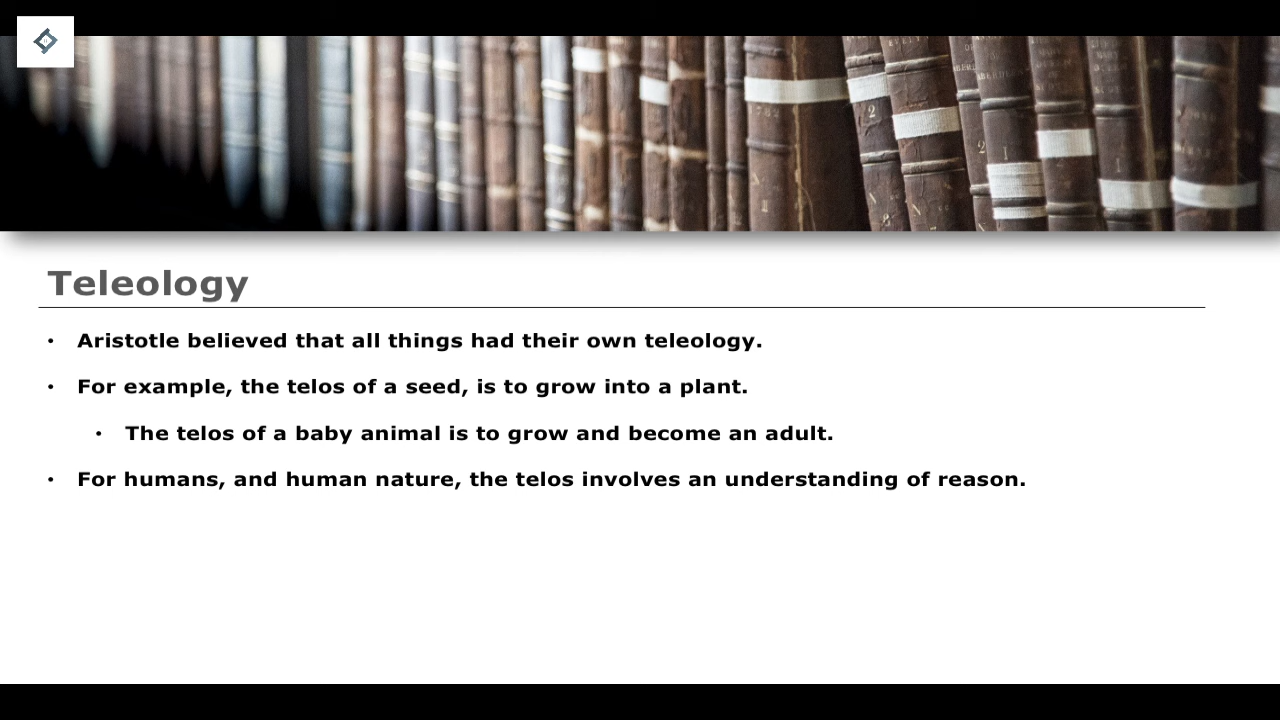 Teleology
• Aristotle believed that all things had their own teleology.
• For example, the telos of a seed, is to grow into a plant.
• The telos of a baby animal is to grow and become an adult.
• For humans, and human nature, the telos involves an understanding of reason.